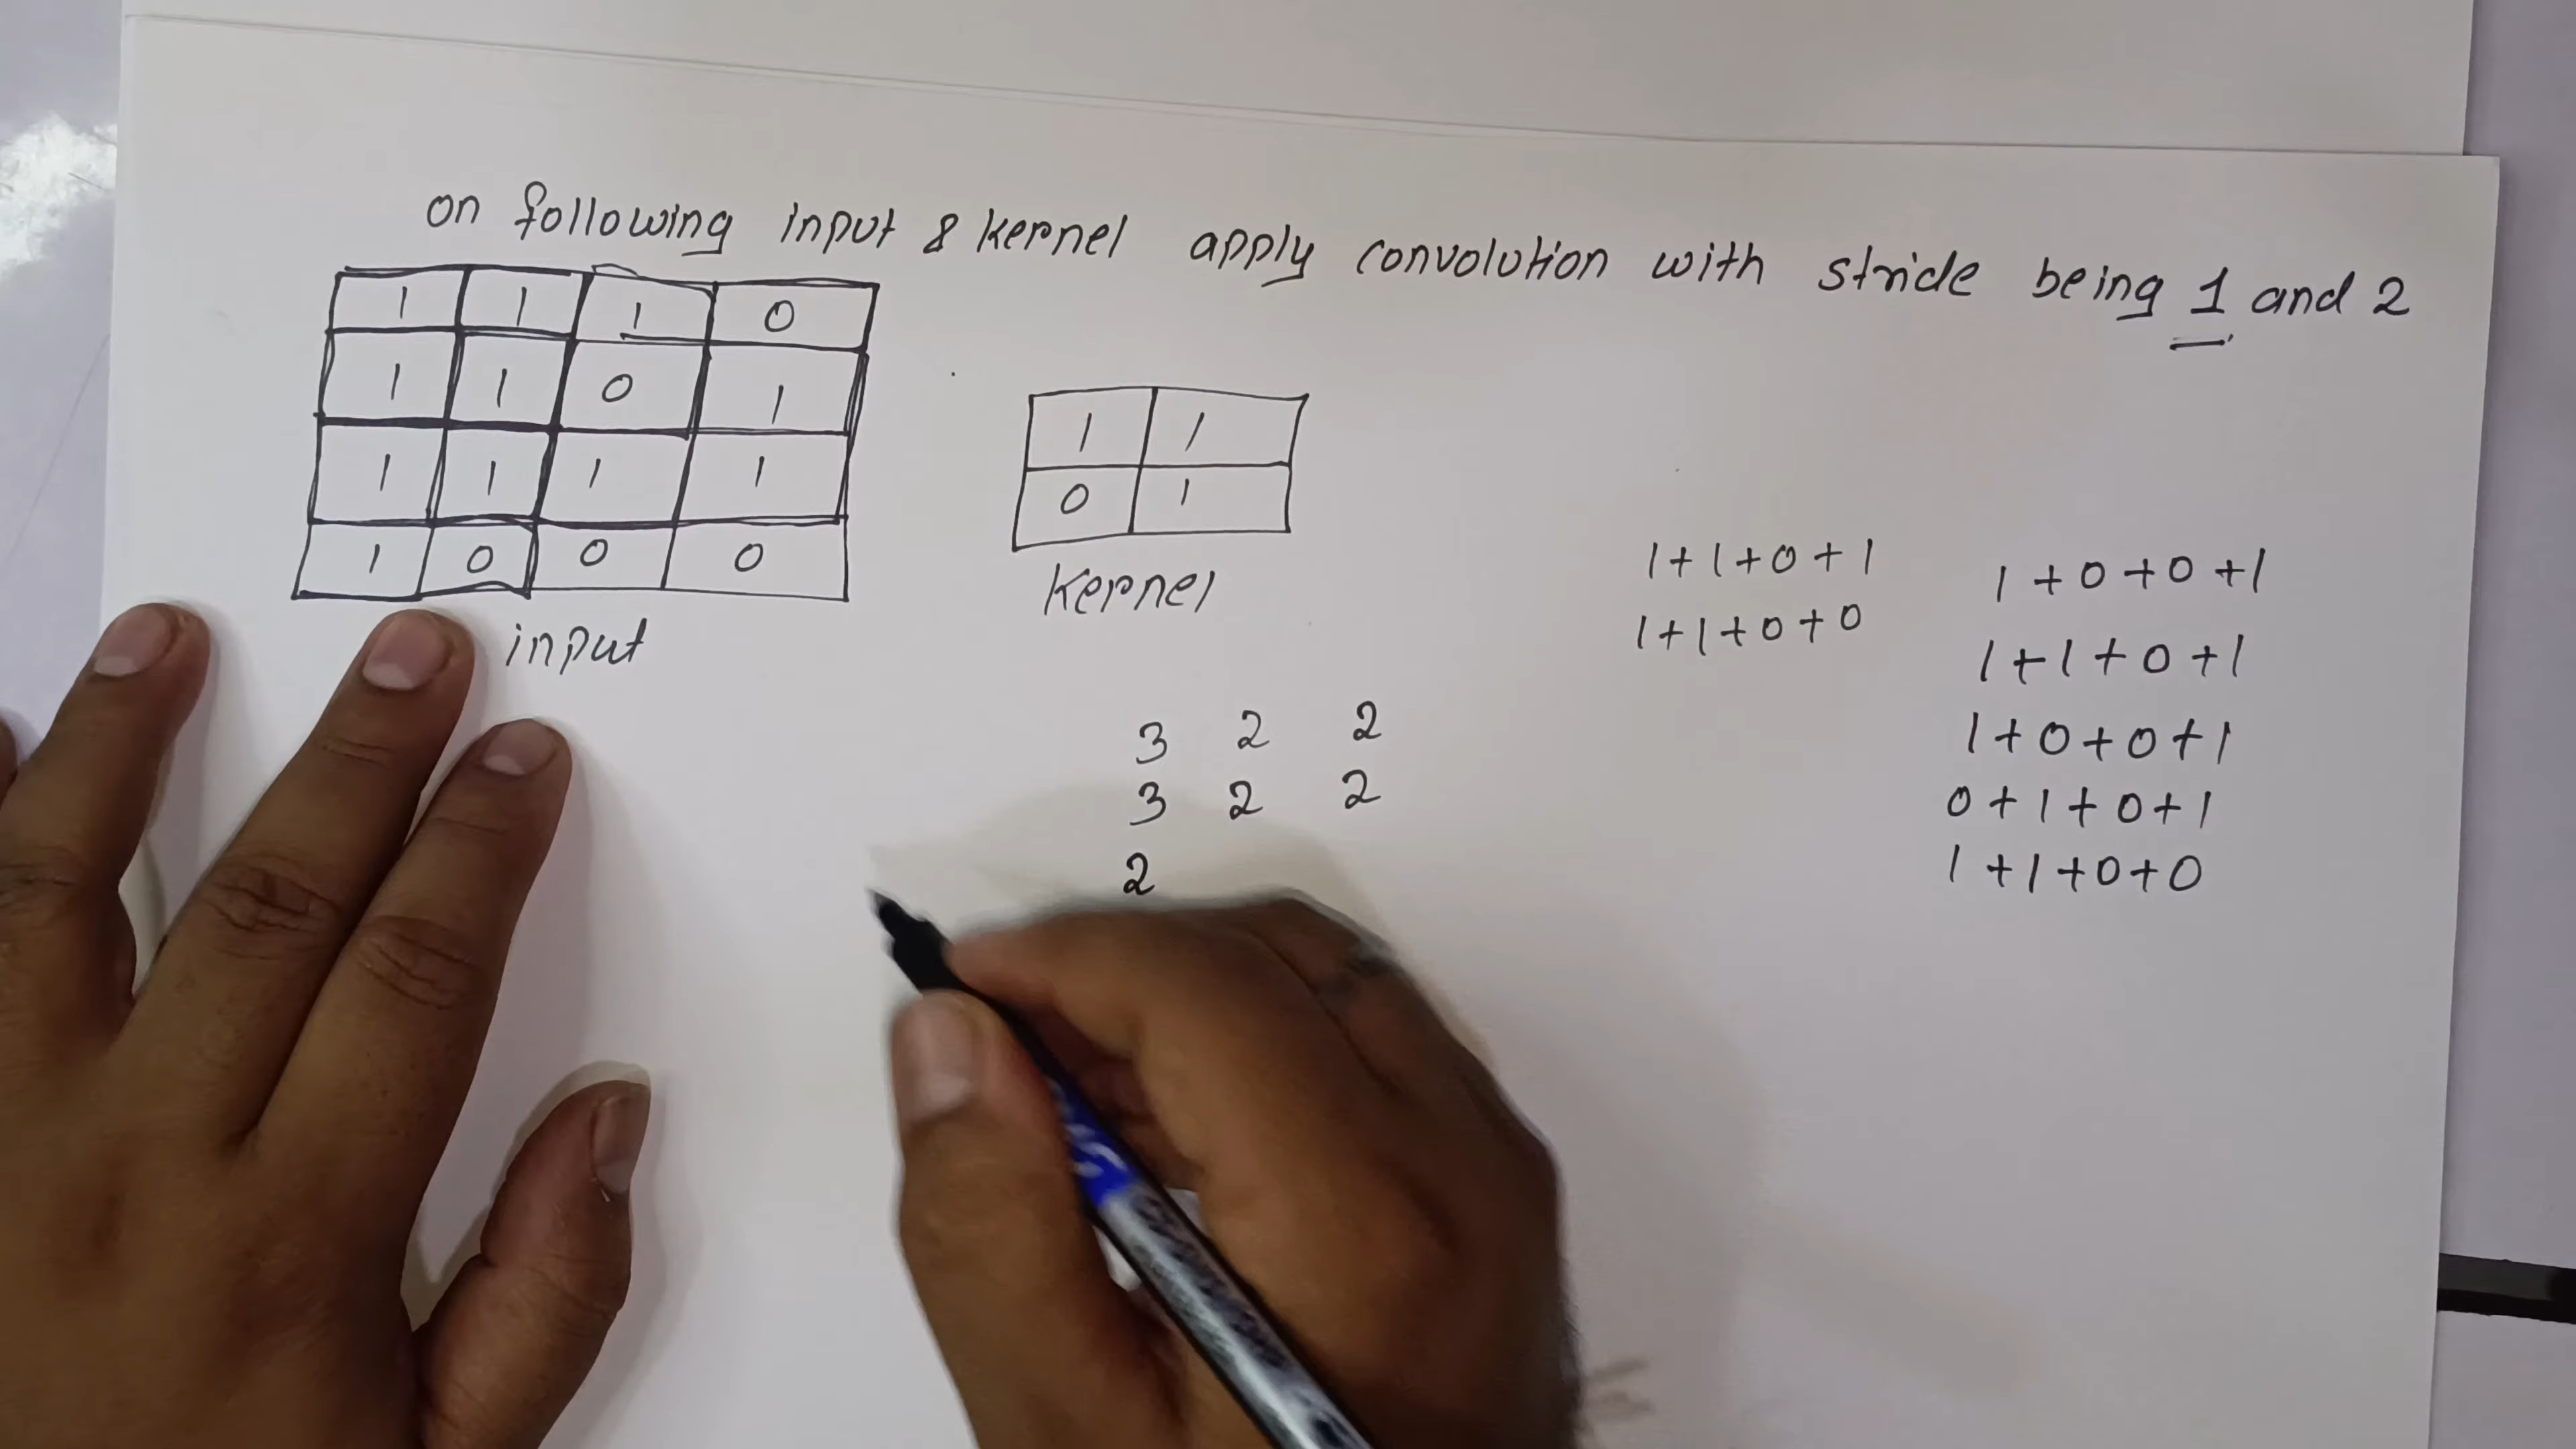 on following input & kernel apply convolution with stride being 1 and 2
1 1 1 0
1 1 0 1
1 1 1 1
1 0 0 0
input
1 1
0 1
Kernel
1+1+0+1
1+1+0+0
1+0+0+1
1+1+0+1
1+0+0+1
0+1+0+1
1+1+0+0
3 2 2
3 2 2
2